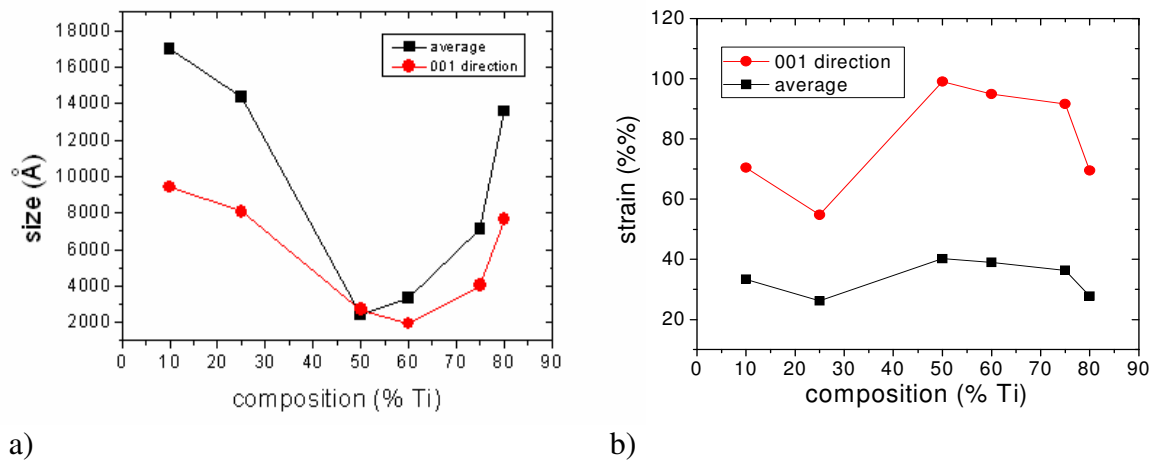 18000
16000
14000
12000
10000
8000
6000
4000
2000
0 10 20 30 40 50 60 70 80 90
size (Å)
composition (% Ti)
average
001 direction
a)
120
100
80
60
40
20
0 10 20 30 40 50 60 70 80 90
strain (%%)
composition (% Ti)
001 direction
average
b)